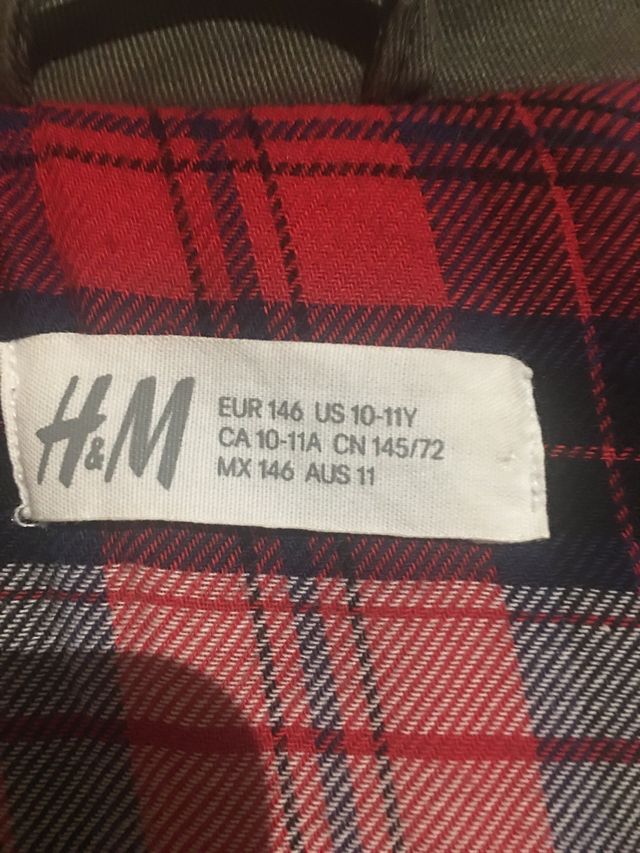 H&M
EUR 146 US 10-11Y
CA 10-11A CN 145/72
MX 146 AUS 11